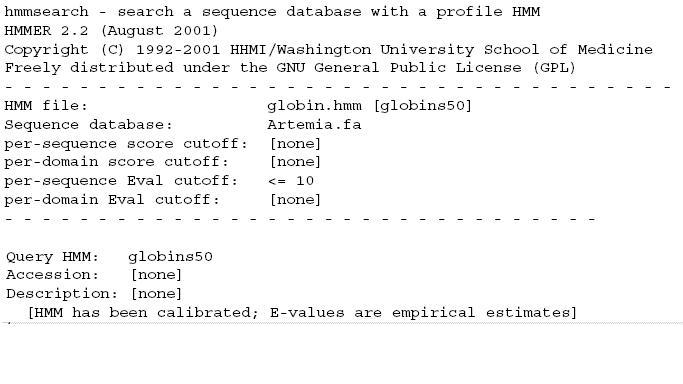 hmmsearch - search a sequence database with a profile HMM
HMMER 2.2 (August 2001)
Copyright (C) 1992-2001 HHMI/Washington University School of Medicine
Freely distributed under the GNU General Public License (GPL)
- - - - - - - - - - - - - - - - - - - - - - - - - - - - - - - - - - - -
HMM file: globin.hmm [globins50]
Sequence database: Artemia.fa
per-sequence score cutoff: [none]
per-domain score cutoff: [none]
per-sequence Eval cutoff: <= 10
per-domain Eval cutoff: [none]
- - - - - - - - - - - - - - - - - - - - - - - - - - - - - - - -
Query HMM: globins50
Accession: [none]
Description: [none]
[HMM has been calibrated; E-values are empirical estimates]